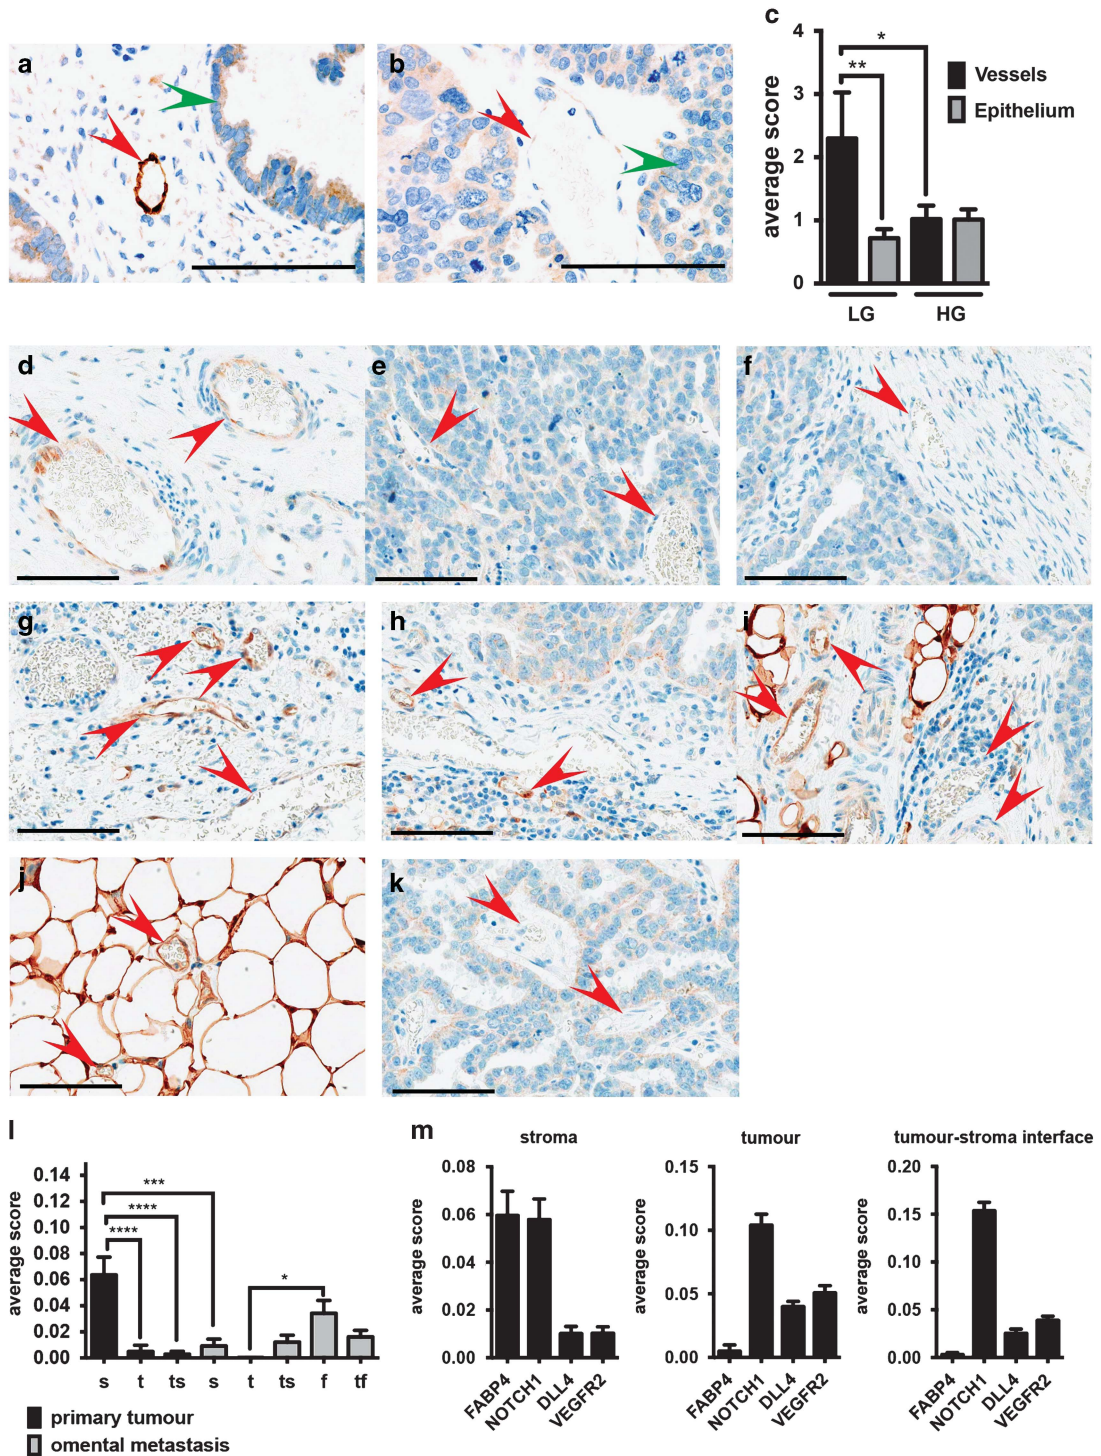 a
b
c
4
3
2
1
0
average score
*
**
Vessels
Epithelium
LG
HG
d
e
f
g
h
i
j
k
l
0.14
0.12
0.10
0.08
0.06
0.04
0.02
0.00
average score
***
****
****
*
s
t
ts
s
t
ts
f
tf
primary tumour
omental metastasis
m
stroma
0.08
0.06
0.04
0.02
0.00
average score
FABP4
NOTCH1
DLL4
VEGFR2
tumour
0.15
0.10
0.05
0.00
average score
FABP4
NOTCH1
DLL4
VEGFR2
tumour-stroma interface
0.20
0.15
0.10
0.05
0.00
average score
FABP4
NOTCH1
DLL4
VEGFR2